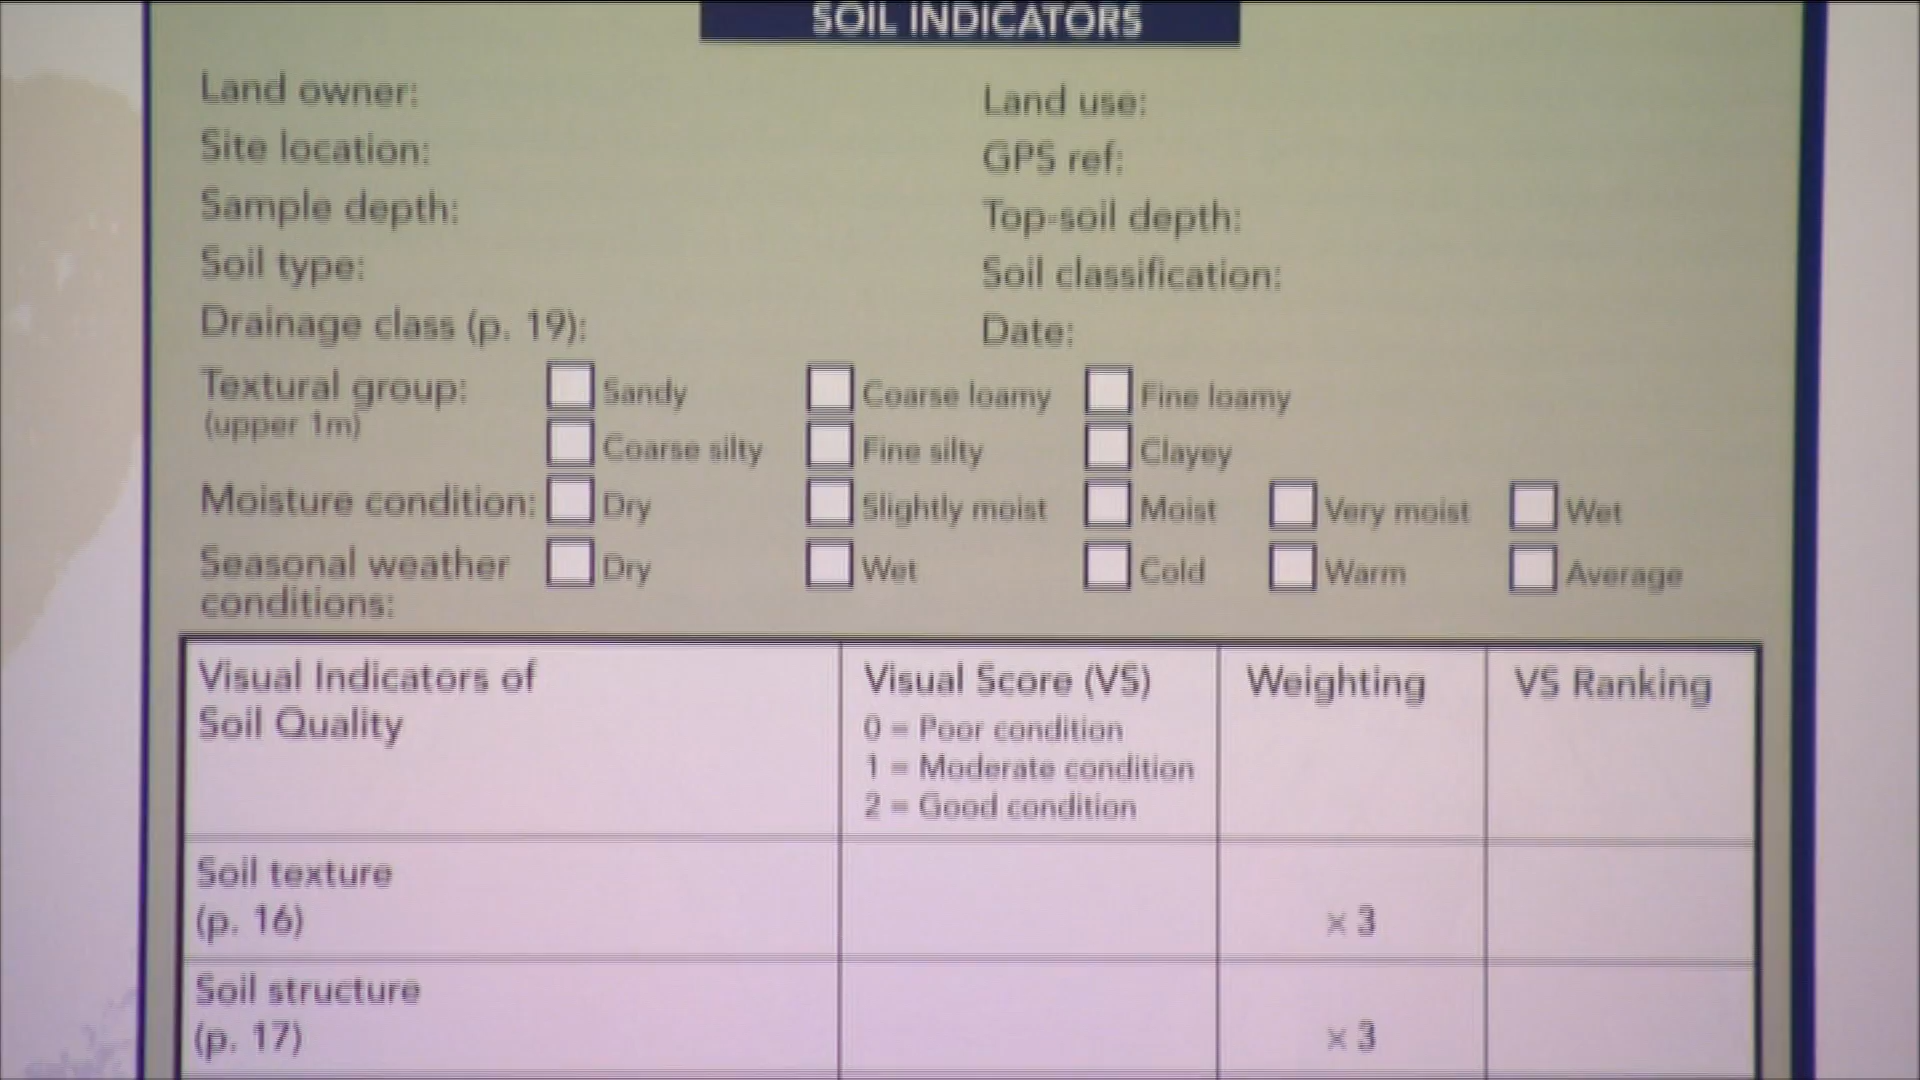 SOIL INDICATORS
Land owner:
Land use:
Site location:
GPS ref:
Sample depth:
Top-soil depth:
Soil type:
Soil classification:
Drainage class (p. 19):
Date:
Textural group: Sandy Coarse loamy Fine loamy
(upper 1m)
Coarse silty Fine silty Clayey
Moisture condition: Dry Slightly moist Moist Very moist Wet
Seasonal weather Dry Wet Cold Warm Average
conditions:
Visual Indicators of
Soil Quality
Visual Score (VS)
0 = Poor condition
1 = Moderate condition
2 = Good condition
Weighting
VS Ranking
Soil texture
(p. 16)
x 3
Soil structure
(p. 17)
x 3